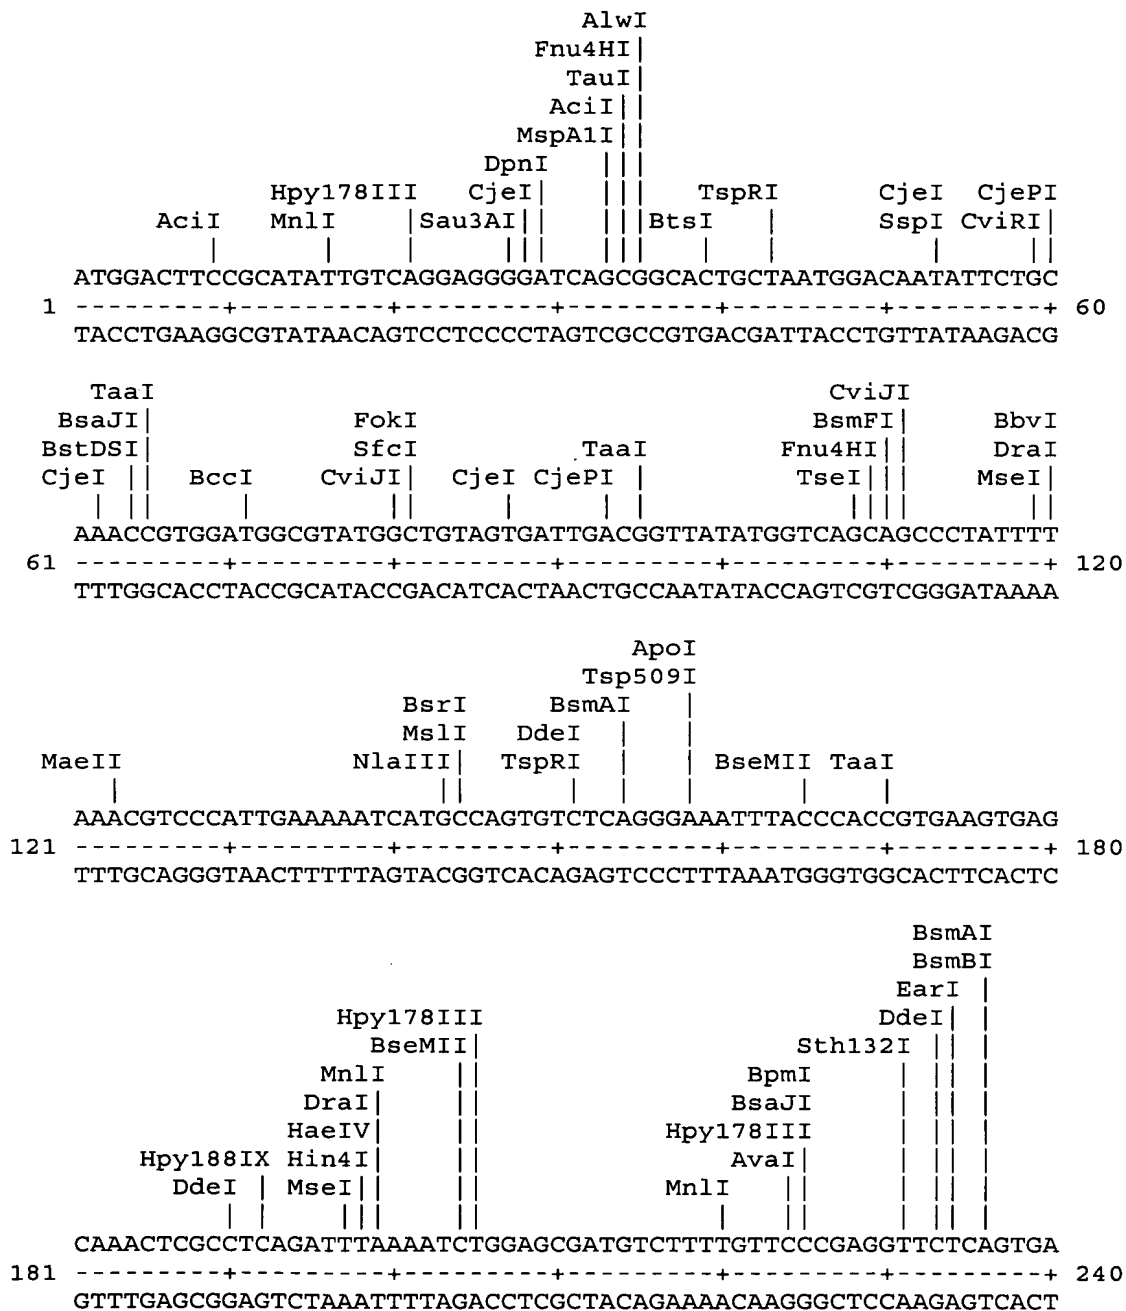 AlwI
Fnu4HI
TauI
AciI
MspA1I
DpnI
Hpy178III CjeI TspRI CjeI CjePI
AciI MnlI Sau3AI BtsI SspI CviRI
ATGGACTTCCGCATATTGTCAGGAGGGGATCAGCGGCACTGCTAATGGACAATATTCTGC
1 ---------+---------+---------+---------+---------+---------+ 60
TACCTGAAGGCGTATAACAGTCCTCCCCTAGTCGCCGTGACGATTACCTGTTATAAGACG
TaaI CviJI
BsaJI FokI BsmFI BbvI
BstDSI SfcI TaaI Fnu4HI DraI
CjeI BccI CviJI CjeI CjePI TseI MseI
AAACCGTGGATGGCGTATGGCTGTAGTGATTGACGGTTATATGGTCAGCAGCCCTATTTT
61 ---------+---------+---------+---------+---------+---------+ 120
TTTGGCACCTACCGCATACCGACATCACTAACTGCCAATATACCAGTCGTCGGGATAAAA
ApoI
Tsp509I
BsrI BsmAI
MslI DdeI
MaeII NlaIII TspRI BseMII TaaI
AAACGTCCCATTGAAAAATCATGCCAGTGTCTCAGGGAAATTTACCCACCGTGAAGTGAG
121 ---------+---------+---------+---------+---------+---------+ 180
TTTGCAGGGTAACTTTTTAGTACGGTCACAGAGTCCCTTTAAATGGGTGGCACTTCACTC
BsmAI
BsmBI
EarI
Hpy178III DdeI
BseMII Sth132I
MnlI BpmI
DraI BsaJI
HaeIV Hpy178III
Hpy188IX Hin4I AvaI
DdeI MseI MnlI
CAAACTCGCCTCAGATTTAAAATCTGGAGCGATGTCTTTTGTTCCCGAGGTTCTCAGTGA
181 ---------+---------+---------+---------+---------+---------+ 240
GTTTGAGCGGAGTCTAAATTTTAGACCTCGCTACAGAAAACAAGGGCTCCAAGAGTCACT